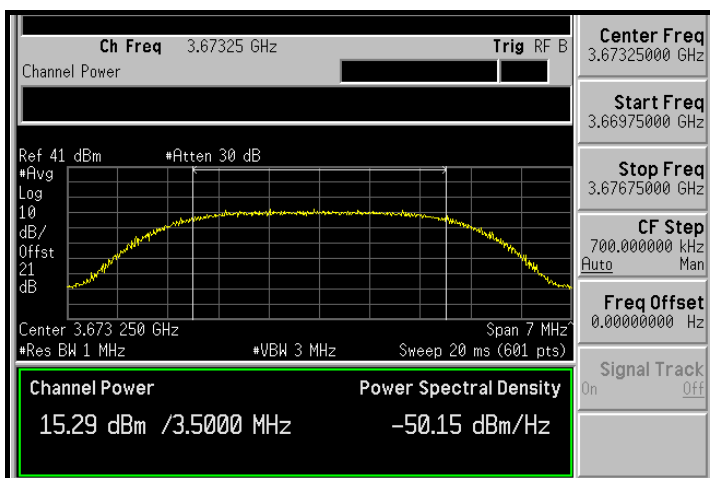 Ch Freq 3.67325 GHz Trig RF B
Channel Power
Ref 41 dBm #Atten 30 dB
#Avg
Log
10
dB/
Offst
21
dB
Center 3.673 250 GHz Span 7 MHz^
#Res BW 1 MHz #VBW 3 MHz Sweep 20 ms (601 pts)
Channel Power Power Spectral Density
15.29 dBm /3.5000 MHz -50.15 dBm/Hz
Center Freq
3.67325000 GHz
Start Freq
3.66975000 GHz
Stop Freq
3.67675000 GHz
CF Step
700.000000 kHz
Auto Man
Freq Offset
0.00000000 Hz
Signal Track
On Off